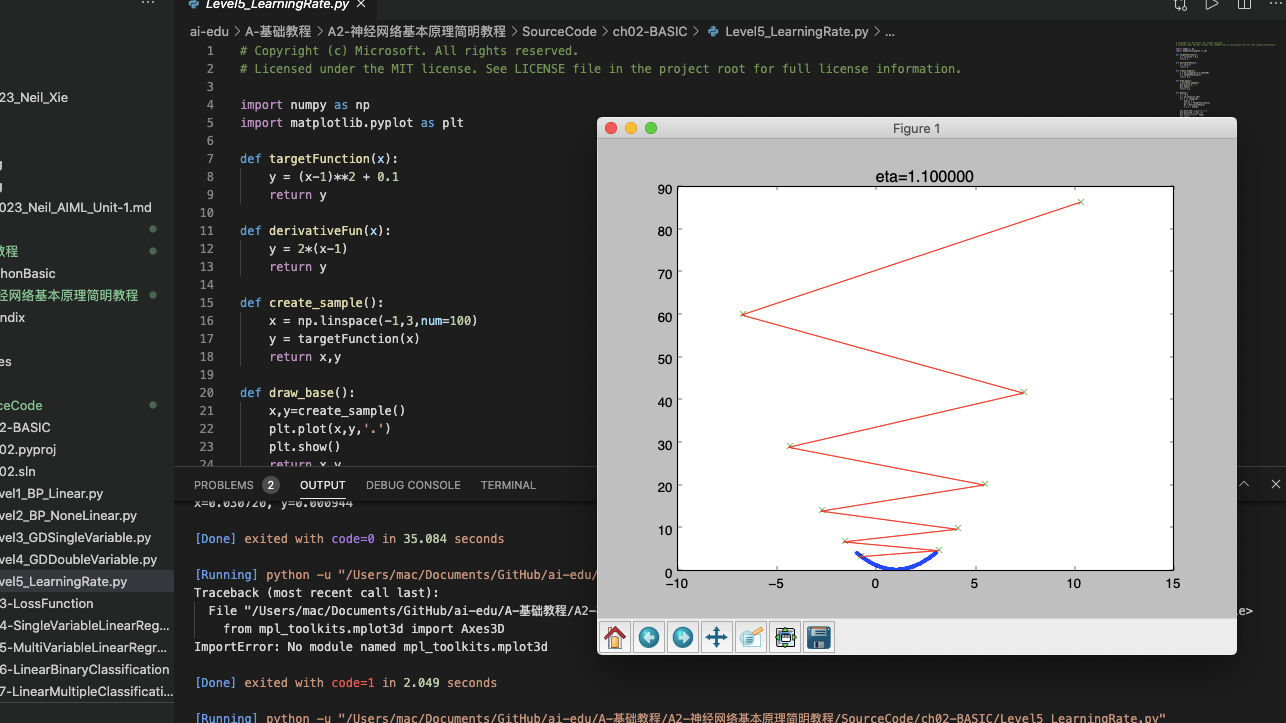 Level5_LearningRate.py ×
ai-edu > A-基础教程 > A2-神经网络基本原理简明教程 > SourceCode > ch02-BASIC > Level5_LearningRate.py > ...
23_Neil_Xie
023_Neil_AIML_Unit-1.md
教程
honBasic
经网络基本原理简明教程
ndix
es
ceCode
2-BASIC
02.pyproj
02.sln
vel1_BP_Linear.py
vel2_BP_NoneLinear.py
vel3_GDSingleVariable.py
vel4_GDDoubleVariable.py
vel5_LearningRate.py
3-LossFunction
4-SingleVariableLinearReg...
5-MultiVariableLinearRegr...
6-LinearBinaryClassification
7-LinearMultipleClassificati...
1 # Copyright (c) Microsoft. All rights reserved.
2 # Licensed under the MIT license. See LICENSE file in the project root for full license information.
3
4 import numpy as np
5 import matplotlib.pyplot as plt
6
7 def targetFunction(x):
8 y = (x-1)**2 + 0.1
9 return y
10
11 def derivativeFun(x):
12 y = 2*(x-1)
13 return y
14
15 def create_sample():
16 x = np.linspace(-1,3,num=100)
17 y = targetFunction(x)
18 return x,y
19
20 def draw_base():
21 x,y=create_sample()
22 plt.plot(x,y,'.')
23 plt.show()
24 return x,y
Figure 1
eta=1.100000
90
80
70
60
50
40
30
20
10
0
−10 −5 0 5 10 15
PROBLEMS 2 OUTPUT DEBUG CONSOLE TERMINAL
x=0.030720, y=0.000944
[Done] exited with code=0 in 35.084 seconds
[Running] python -u "/Users/mac/Documents/GitHub/ai-edu/
Traceback (most recent call last):
File "/Users/mac/Documents/GitHub/ai-edu/A-基础教程/A2- e>
from mpl_toolkits.mplot3d import Axes3D
ImportError: No module named mpl_toolkits.mplot3d
[Done] exited with code=1 in 2.049 seconds
[Running] python -u "/Users/mac/Documents/GitHub/ai-edu/A-基础教程/A2-神经网络基本原理简明教程/SourceCode/ch02-BASIC/Level5_LearningRate.py"